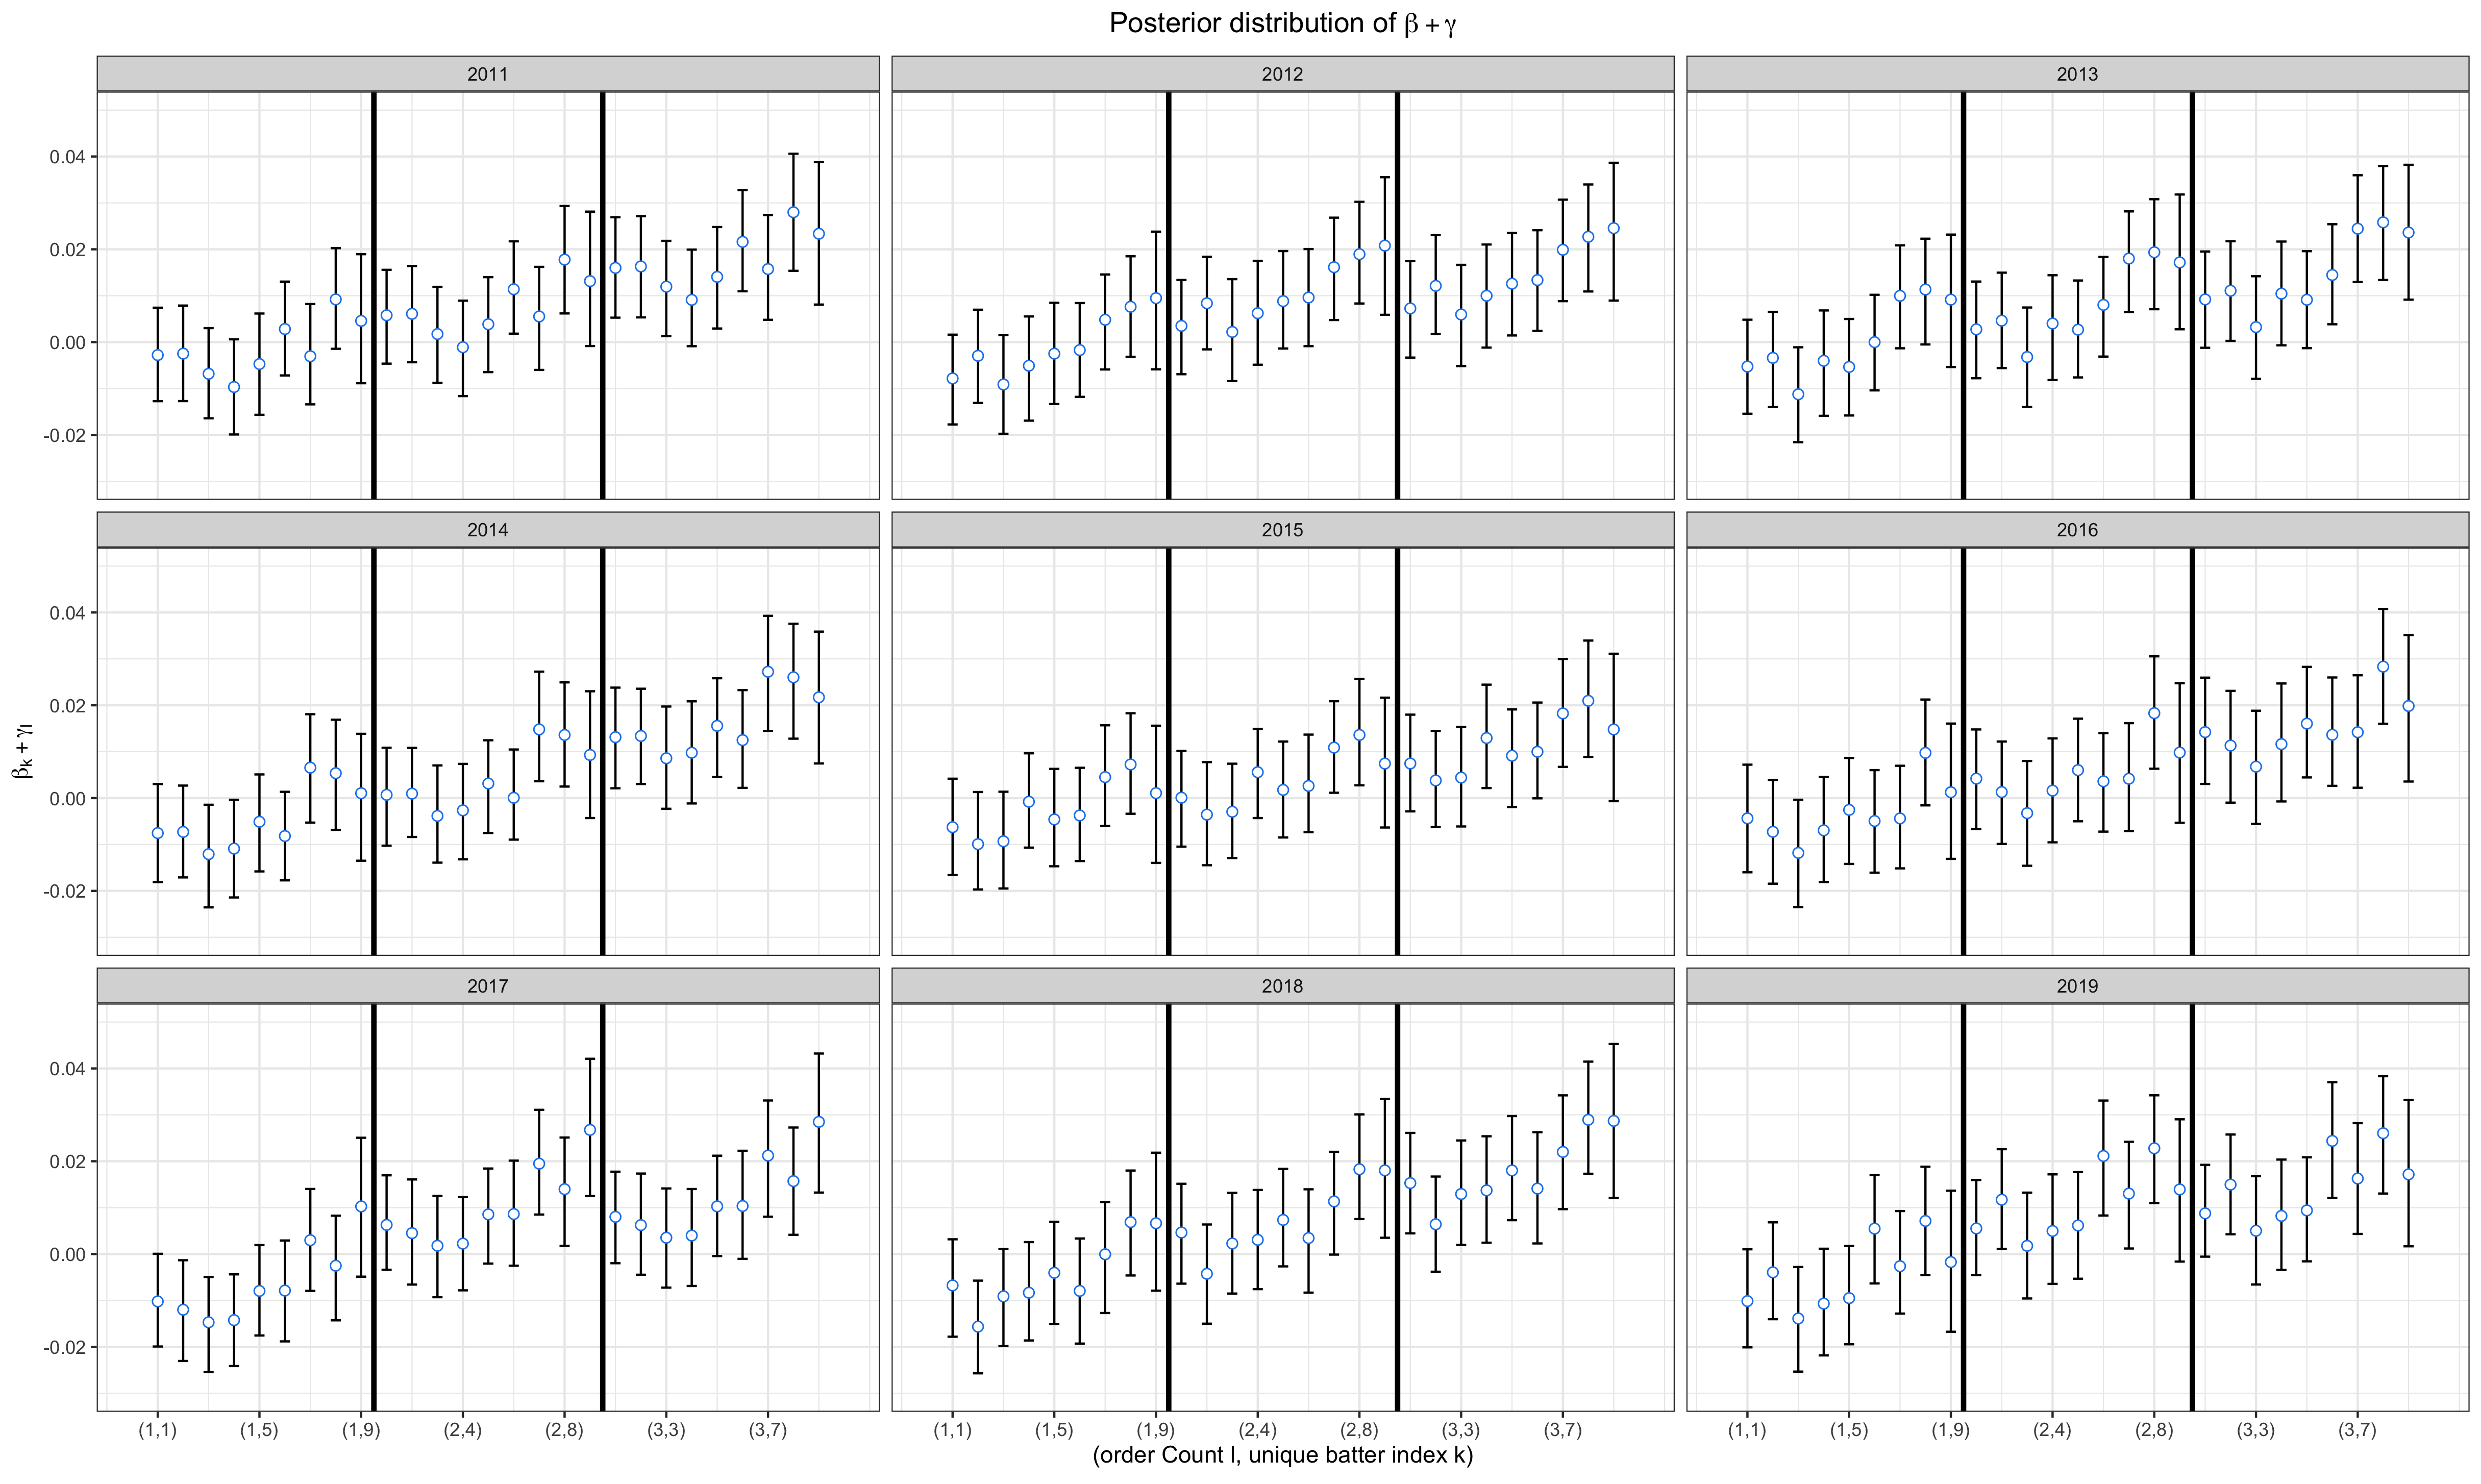 Posterior distribution of β + γ
2011 2012 2013
0.04
0.02
0.00
-0.02
2014 2015 2016
0.04
0.02
0.00
-0.02
βk + γl
2017 2018 2019
0.04
0.02
0.00
-0.02
(1,1) (1,5) (1,9) (2,4) (2,8) (3,3) (3,7) (1,1) (1,5) (1,9) (2,4) (2,8) (3,3) (3,7) (1,1) (1,5) (1,9) (2,4) (2,8) (3,3) (3,7)
(order Count l, unique batter index k)